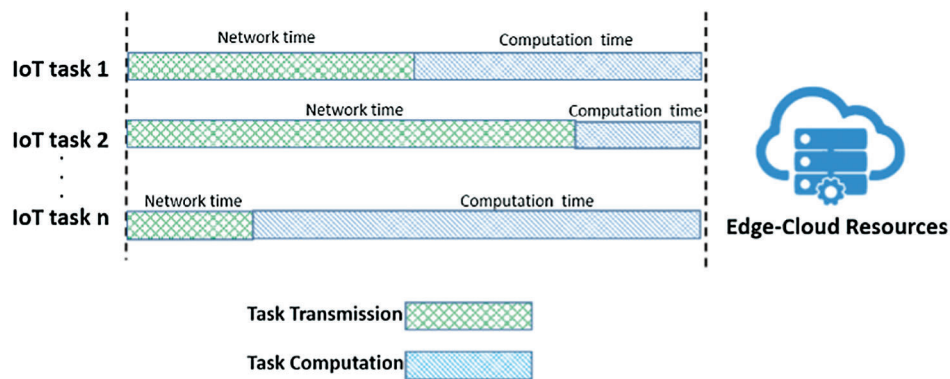 Network time
Computation time
IoT task 1
Network time
Computation time
IoT task 2
Network time
Computation time
IoT task n
Edge-Cloud Resources
Task Transmission
Task Computation